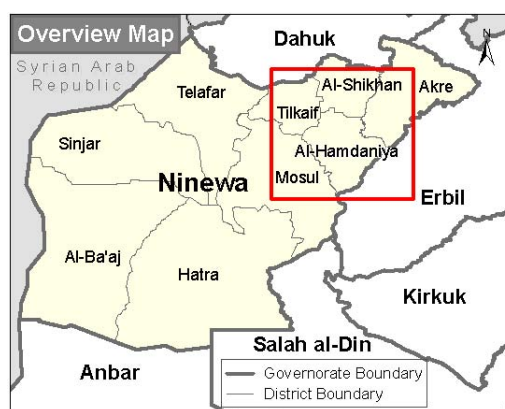 Overview Map
Dahuk
N
Syrian Arab
Republic
Telafar
Al-Shikhan
Akre
Tilkaif
Sinjar
Al-Hamdaniya
Ninewa
Mosul
Erbil
Al-Ba'aj
Hatra
Kirkuk
Salah al-Din
Anbar
Governorate Boundary
District Boundary